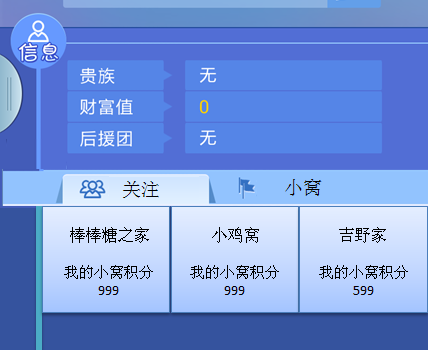 信息
贵族 无
财富值 0
后援团 无
关注 小窝
棒棒糖之家 小鸡窝 吉野家
我的小窝积分 我的小窝积分 我的小窝积分
999 999 599